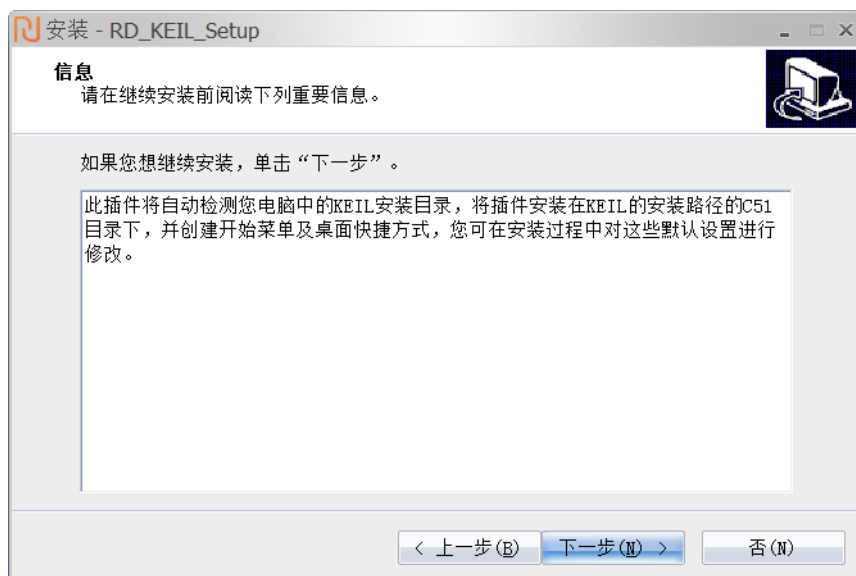 安装 - RD_KEIL_Setup
信息
请在继续安装前阅读下列重要信息。
如果您想继续安装，单击“下一步”。
此插件将自动检测您电脑中的KEIL安装目录，将插件安装在KEIL的安装路径的C51
目录下，并创建开始菜单及桌面快捷方式，您可在安装过程中对这些默认设置进行
修改。
< 上一步(B) 下一步(N) > 否(N)